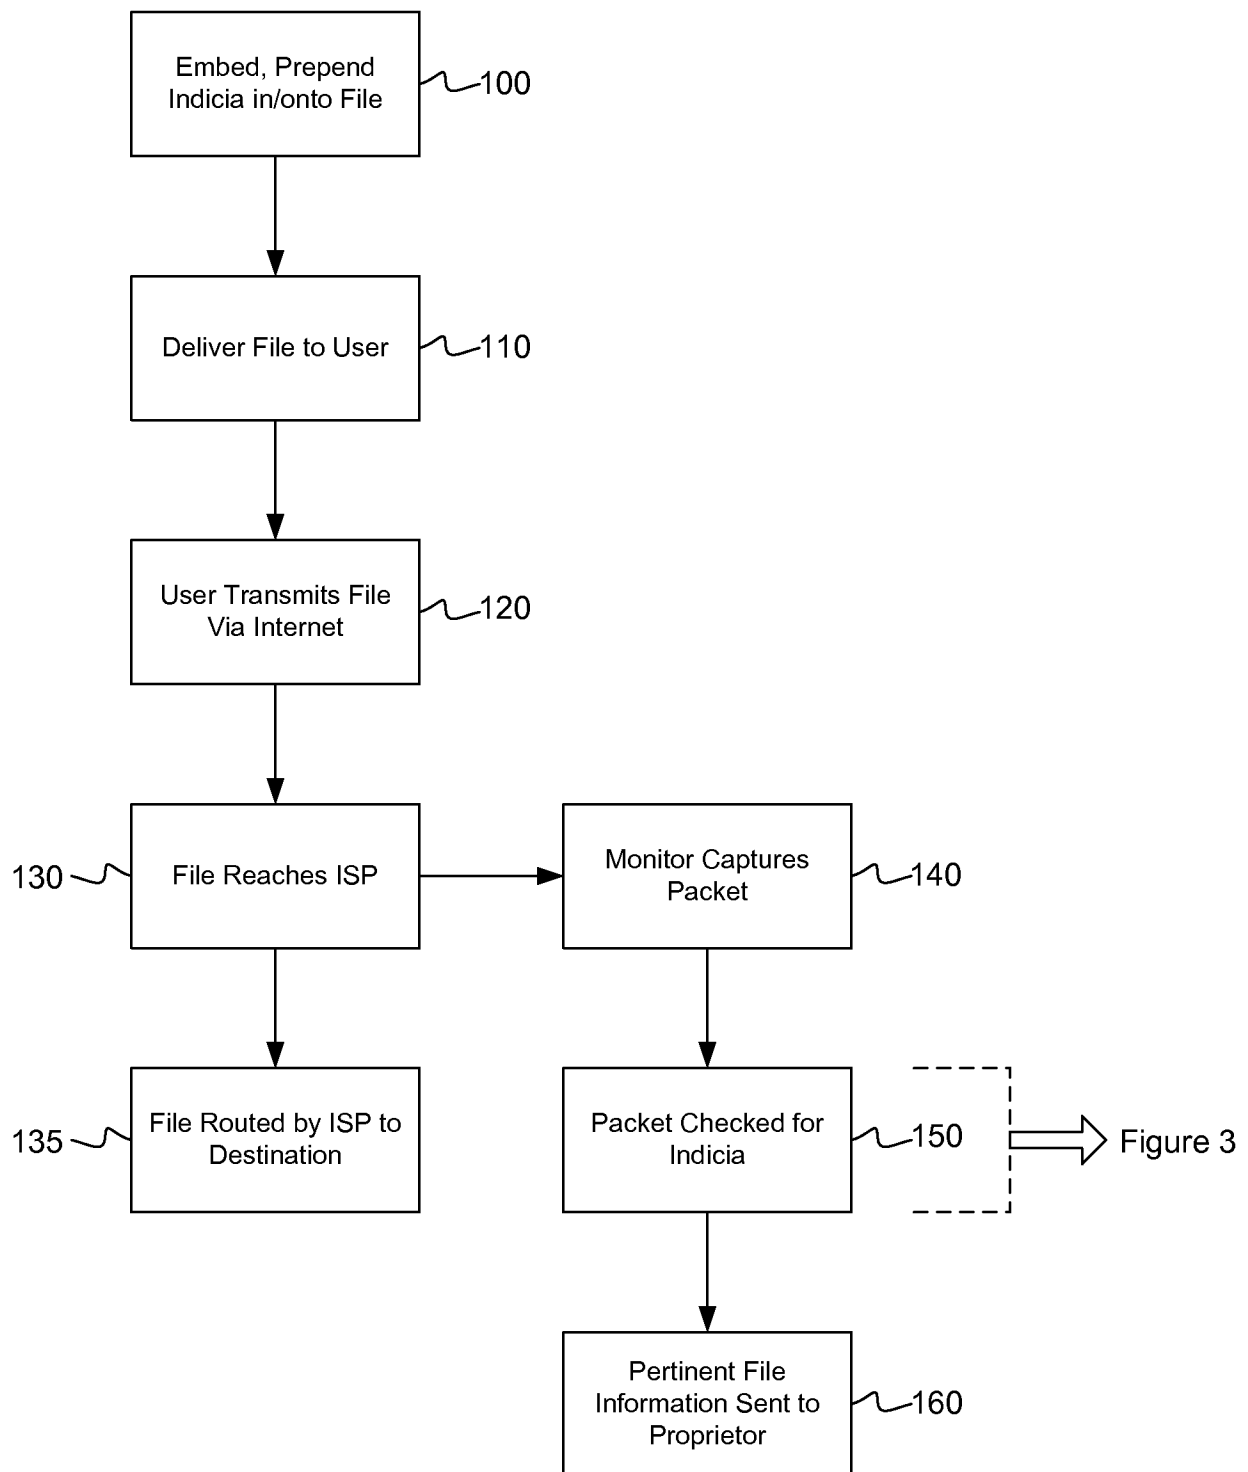 Embed, Prepend
Indicia in/onto File
100
Deliver File to User
110
User Transmits File
Via Internet
120
130
File Reaches ISP
Monitor Captures
Packet
140
135
File Routed by ISP to
Destination
Packet Checked for
Indicia
150
Figure 3
Pertinent File
Information Sent to
Proprietor
160